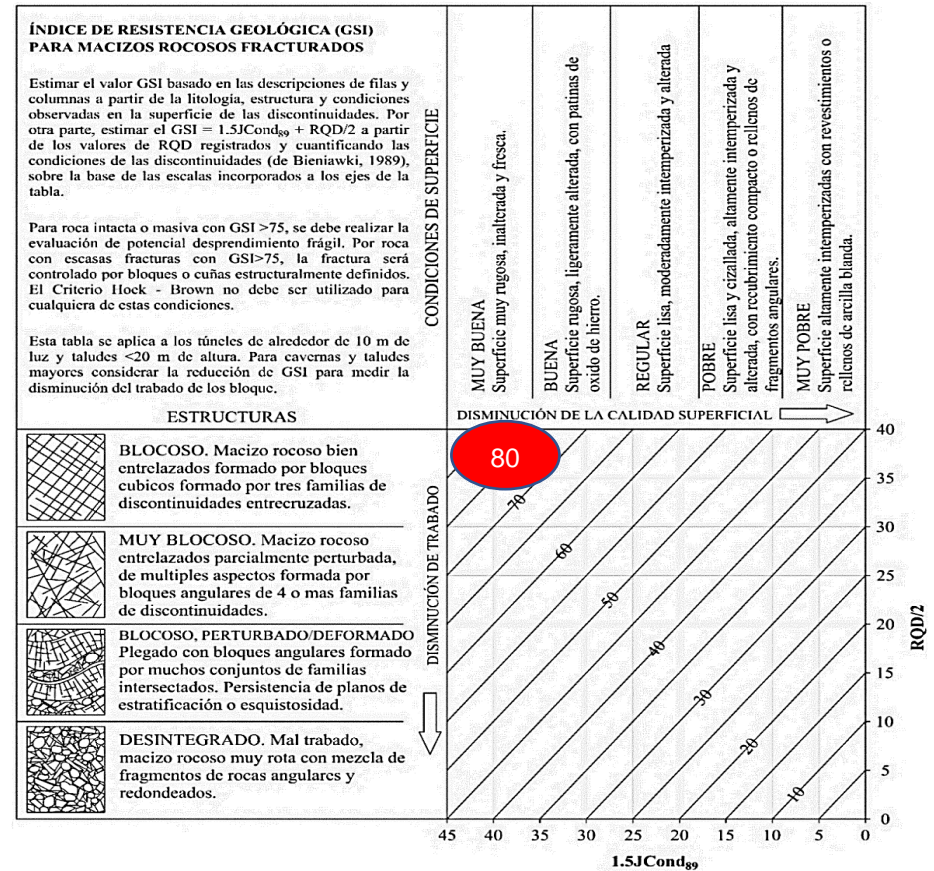 ÍNDICE DE RESISTENCIA GEOLÓGICA (GSI)
PARA MACIZOS ROCOSOS FRACTURADOS
Estimar el valor GSI basado en las descripciones de filas y
columnas a partir de la litología, estructura y condiciones
observadas en la superficie de las discontinuidades. Por
otra parte, estimar el GSI = 1.5JCond89 + RQD/2 a partir
de los valores de RQD registrados y cuantificando las
condiciones de las discontinuidades (de Bieniawki, 1989),
sobre la base de las escalas incorporados a los ejes de la
tabla.
Para roca intacta o masiva con GSI >75, se debe realizar la
evaluación de potencial desprendimiento frágil. Por roca
con escasas fracturas con GSI>75, la fractura será
controlado por bloques o cuñas estructuralmente definidos.
El Criterio Hoek - Brown no debe ser utilizado para
cualquiera de estas condiciones.
Esta tabla se aplica a los túneles de alrededor de 10 m de
luz y taludes <20 m de altura. Para cavernas y taludes
mayores considerar la reducción de GSI para medir la
disminución del trabado de los bloque.
ESTRUCTURAS
CONDICIONES DE SUPERFICIE
MUY BUENA
Superficie muy rugosa, inalterada y fresca.
BUENA
Superficie rugosa, ligeramente alterada, con patinas de
oxido de hierro.
REGULAR
Superficie lisa, moderadamente intemperizada y alterada
POBRE
Superficie lisa y cizallada, altamente intemperizada y
alterada, con recubrimiento compacto o rellenos de
fragmentos angulares.
MUY POBRE
Superficie altamente intemperizadas con revestimientos o
rellenos de arcilla blanda.
DISMINUCIÓN DE LA CALIDAD SUPERFICIAL
BLOCOSO. Macizo rocoso bien
entrelazados formado por bloques
cubicos formado por tres familias de
discontinuidades entrecruzadas.
MUY BLOCOSO. Macizo rocoso
entrelazados parcialmente perturbada,
de multiples aspectos formada por
bloques angulares de 4 o mas familias
de discontinuidades.
BLOCOSO, PERTURBADO/DEFORMADO
Plegado con bloques angulares formado
por muchos conjuntos de familias
intersectados. Persistencia de planos de
estratificación o esquistosidad.
DESINTEGRADO. Mal trabado,
macizo rocoso muy rota con mezcla de
fragmentos de rocas angulares y
redondeados.
DISMINUCIÓN DE TRABADO
80
70
60
50
40
30
20
10
40
35
30
25
20
15
10
5
0
RQD/2
45 40 35 30 25 20 15 10 5 0
1.5JCond89